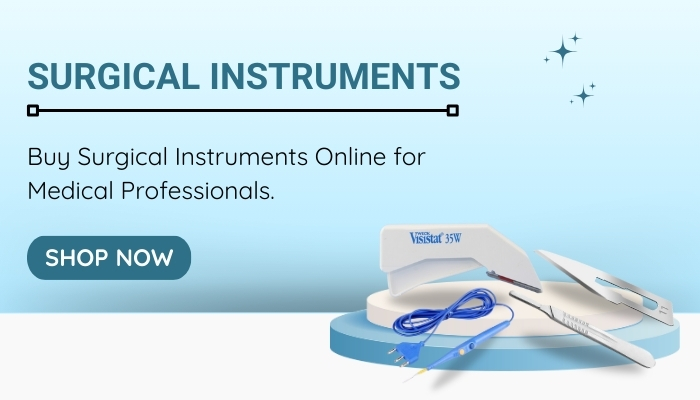 SURGICAL INSTRUMENTS
Buy Surgical Instruments Online for
Medical Professionals.
SHOP NOW
Visistat® 35W